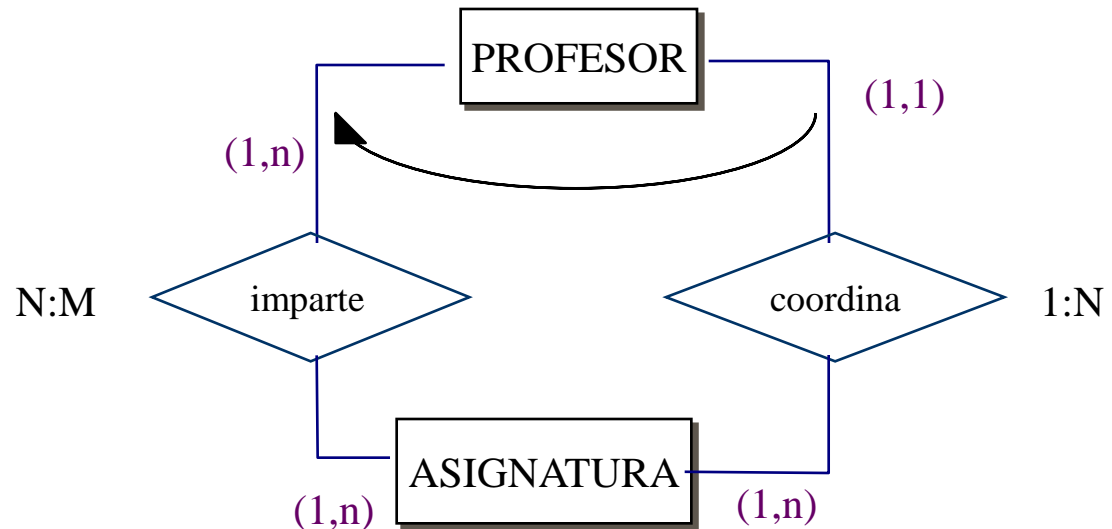 PROFESOR
(1,1)
(1,n)
N:M
imparte
coordina
1:N
ASIGNATURA
(1,n)
(1,n)